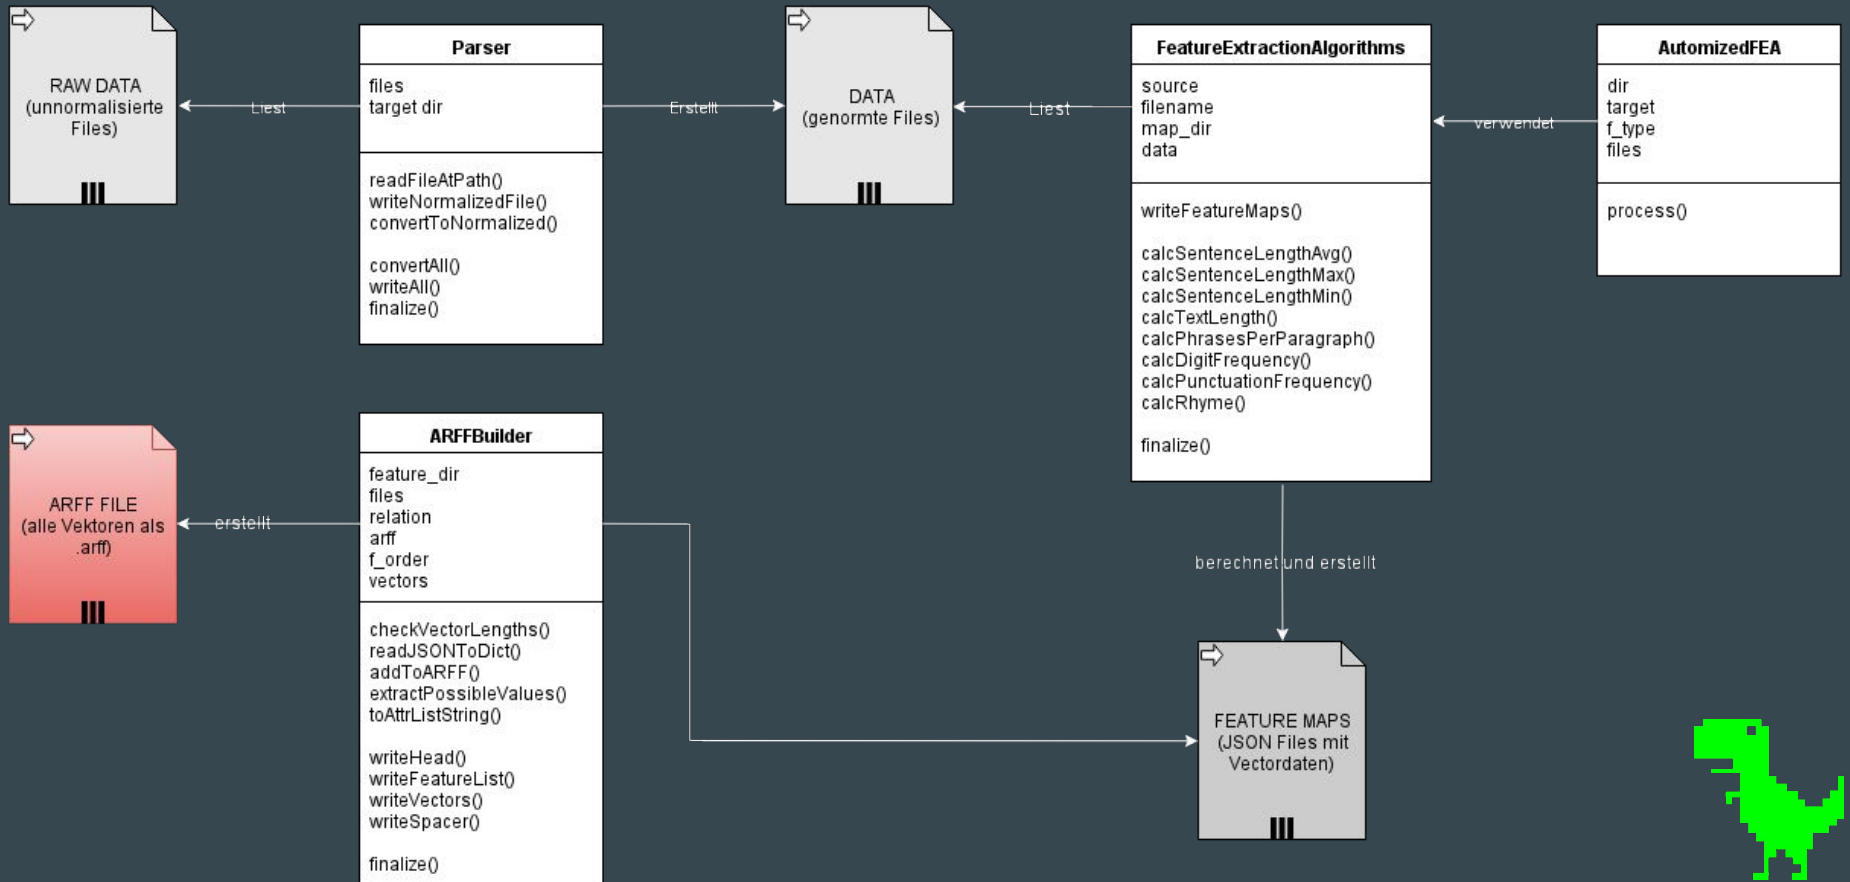 RAW DATA
(unnormalisierte
Files)
Liest
Parser
files
target dir
readFileAtPath()
writeNormalizedFile()
convertToNormalized()
convertAll()
writeAll()
finalize()
Erstellt
DATA
(genormte Files)
Liest
FeatureExtractionAlgorithms
source
filename
map_dir
data
writeFeatureMaps()
calcSentenceLengthAvg()
calcSentenceLengthMax()
calcSentenceLengthMin()
calcTextLength()
calcPhrasesPerParagraph()
calcDigitFrequency()
calcPunctuationFrequency()
calcRhyme()
finalize()
verwendet
AutomizedFEA
dir
target
f_type
files
process()
ARFF FILE
(alle Vektoren als
.arff)
erstellt
ARFFBuilder
feature_dir
files
relation
arff
f_order
vectors
checkVectorLengths()
readJSONToDict()
addToARFF()
extractPossibleValues()
toAttrListString()
writeHead()
writeFeatureList()
writeVectors()
writeSpacer()
finalize()
berechnet und erstellt
FEATURE MAPS
(JSON Files mit
Vectordaten)